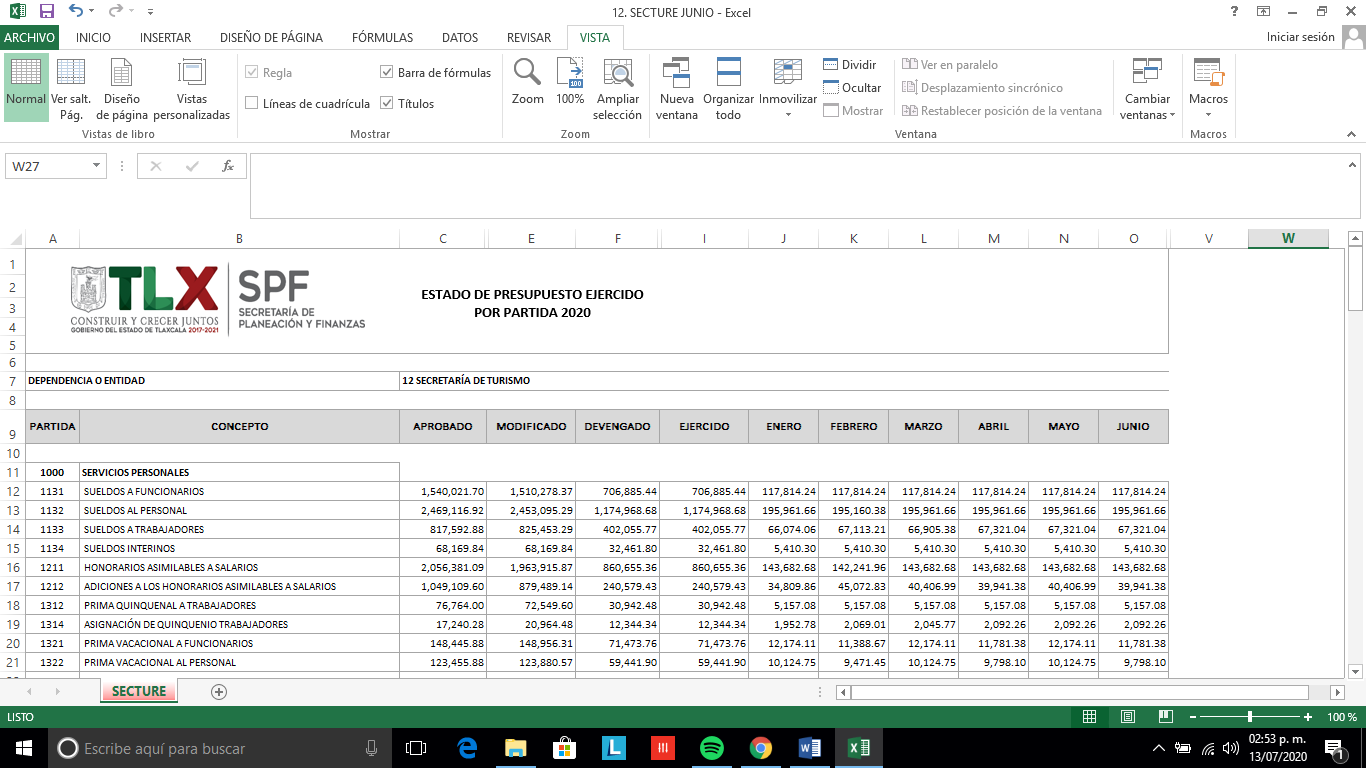 12. SECTURE JUNIO - Excel
?
ARCHIVO INICIO INSERTAR DISEÑO DE PÁGINA FÓRMULAS DATOS REVISAR VISTA Iniciar sesión
Normal
Ver salt. Pág.
Diseño de página
Vistas personalizadas
Vistas de libro
Regla
Barra de fórmulas
Líneas de cuadrícula
Títulos
Mostrar
Zoom
100%
Ampliar selección
Zoom
Nueva ventana
Organizar todo
Inmovilizar
Dividir
Ocultar
Mostrar
Ver en paralelo
Desplazamiento sincrónico
Restablecer posición de la ventana
Cambiar ventanas
Ventana
Macros
Macros
W27
fx
A B C E F I J K L M N O V W
1
2
3
4
5
TLX
CONSTRUIR Y CRECER JUNTOS
GOBIERNO DEL ESTADO DE TLAXCALA 2017-2021
SPF
SECRETARÍA DE
PLANEACIÓN Y FINANZAS
ESTADO DE PRESUPUESTO EJERCIDO
POR PARTIDA 2020
6
7 DEPENDENCIA O ENTIDAD 12 SECRETARÍA DE TURISMO
8
9 PARTIDA CONCEPTO APROBADO MODIFICADO DEVENGADO EJERCIDO ENERO FEBRERO MARZO ABRIL MAYO JUNIO
10
11 1000 SERVICIOS PERSONALES
12 1131 SUELDOS A FUNCIONARIOS 1,540,021.70 1,510,278.37 706,885.44 706,885.44 117,814.24 117,814.24 117,814.24 117,814.24 117,814.24 117,814.24
13 1132 SUELDOS AL PERSONAL 2,469,116.92 2,453,095.29 1,174,968.68 1,174,968.68 195,961.66 195,160.38 195,961.66 195,961.66 195,961.66 195,961.66
14 1133 SUELDOS A TRABAJADORES 817,592.88 825,453.29 402,055.77 402,055.77 66,074.06 67,113.21 66,905.38 67,321.04 67,321.04 67,321.04
15 1134 SUELDOS INTERINOS 68,169.84 68,169.84 32,461.80 32,461.80 5,410.30 5,410.30 5,410.30 5,410.30 5,410.30 5,410.30
16 1211 HONORARIOS ASIMILABLES A SALARIOS 2,056,381.09 1,963,915.87 860,655.36 860,655.36 143,682.68 142,241.96 143,682.68 143,682.68 143,682.68 143,682.68
17 1212 ADICIONES A LOS HONORARIOS ASIMILABLES A SALARIOS 1,049,109.60 879,489.14 240,579.43 240,579.43 34,809.86 45,072.83 40,406.99 39,941.38 40,406.99 39,941.38
18 1312 PRIMA QUINQUENAL A TRABAJADORES 76,764.00 72,549.60 30,942.48 30,942.48 5,157.08 5,157.08 5,157.08 5,157.08 5,157.08 5,157.08
19 1314 ASIGNACIÓN DE QUINQUENIO TRABAJADORES 17,240.28 20,964.48 12,344.34 12,344.34 1,952.78 2,069.01 2,045.77 2,092.26 2,092.26 2,092.26
20 1321 PRIMA VACACIONAL A FUNCIONARIOS 148,445.88 148,956.31 71,473.76 71,473.76 12,174.11 11,388.67 12,174.11 11,781.38 12,174.11 11,781.38
21 1322 PRIMA VACACIONAL AL PERSONAL 123,455.88 123,880.57 59,441.90 59,441.90 10,124.75 9,471.45 10,124.75 9,798.10 10,124.75 9,798.10
SECTURE
LISTO 100 %
Escribe aquí para buscar
02:53 p. m.
13/07/2020
1